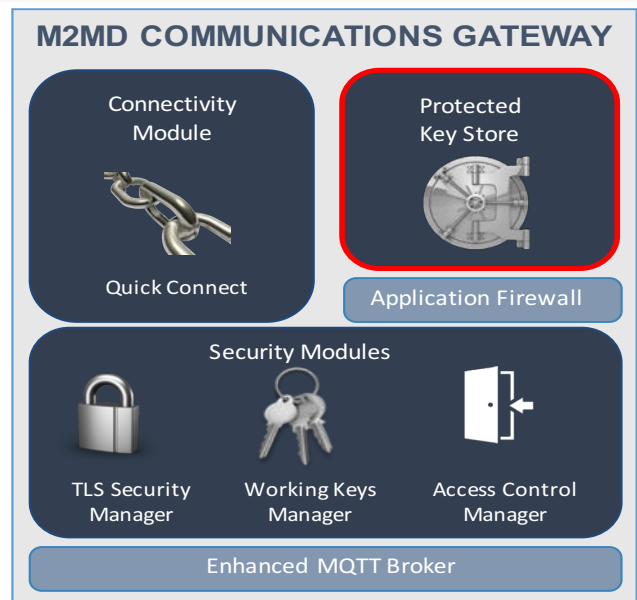 M2MD COMMUNICATIONS GATEWAY
Connectivity
Module
Quick Connect
Protected
Key Store
Application Firewall
Security Modules
TLS Security
Manager
Working Keys
Manager
Access Control
Manager
Enhanced MQTT Broker